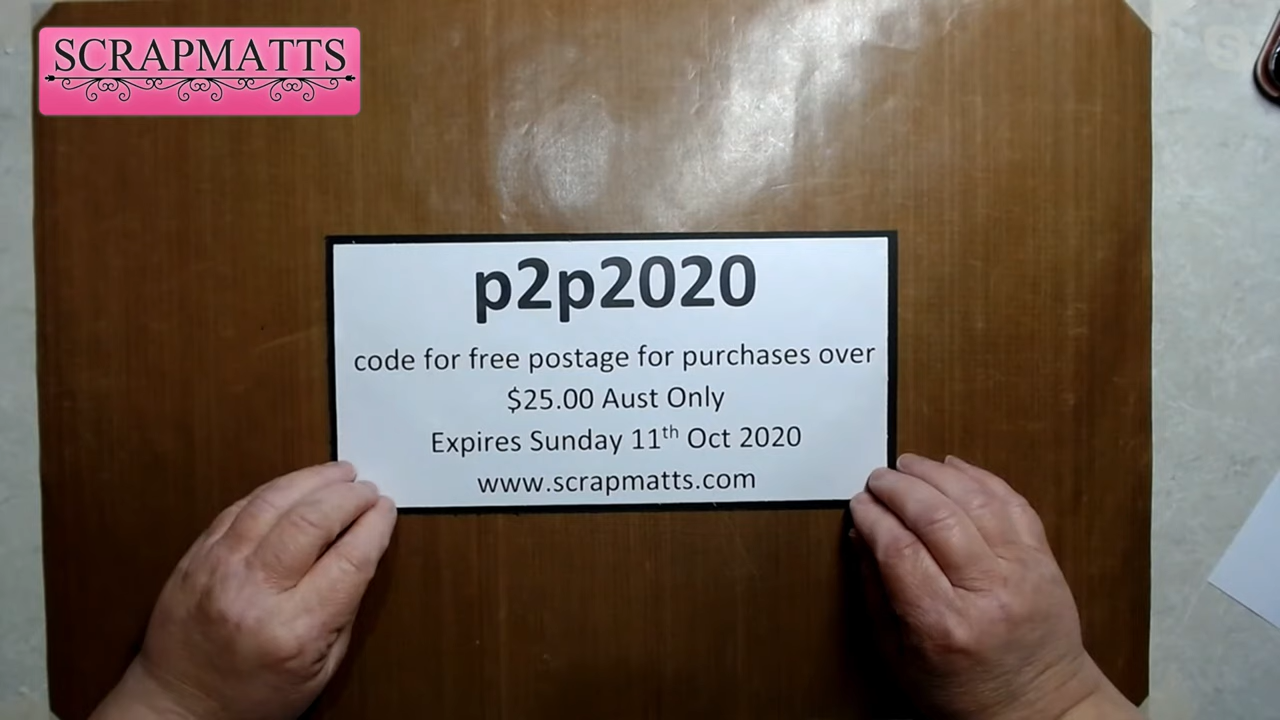 SCRAPMATTS
p2p2020
code for free postage for purchases over
$25.00 Aust Only
Expires Sunday 11th Oct 2020
www.scrapmatts.com